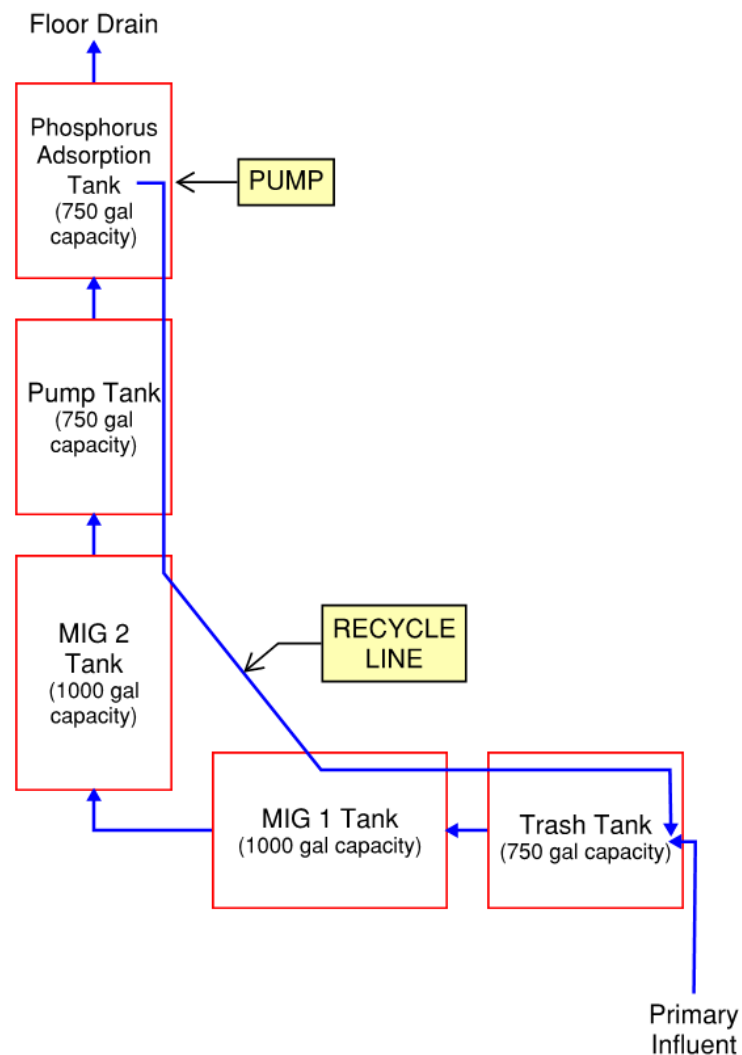 Floor Drain
Phosphorus
Adsorption
Tank
(750 gal
capacity)
PUMP
Pump Tank
(750 gal
capacity)
MIG 2
Tank
(1000 gal
capacity)
RECYCLE
LINE
MIG 1 Tank
(1000 gal capacity)
Trash Tank
(750 gal capacity)
Primary
Influent